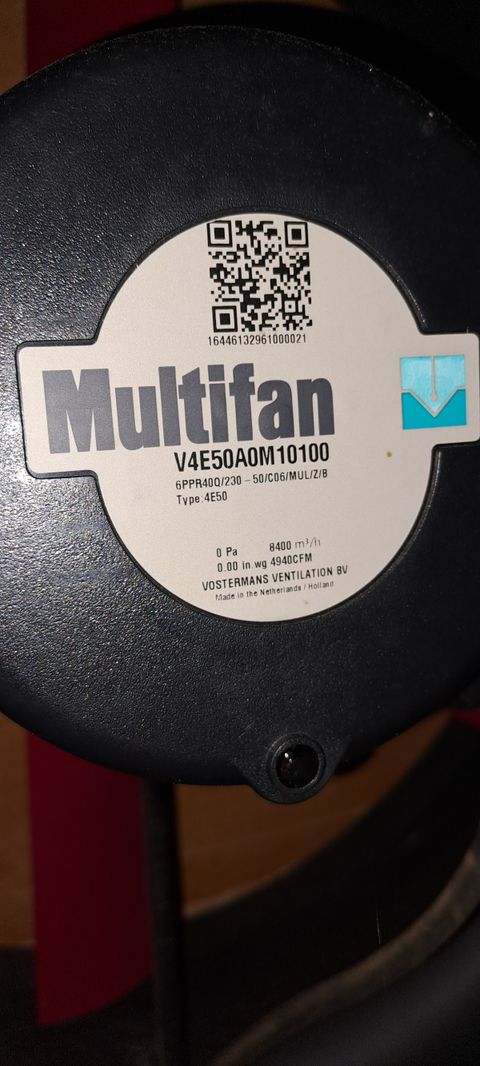 16446132961000021
Multifan
V4E50A0M10100
6PPR40Q/230-50/C06/MUL/Z/B
Type:4E50
0 Pa 8400 m³/h
0.00 in.wg 4940CFM
VOSTERMANS VENTILATION BV
Made in the Netherlands / Holland